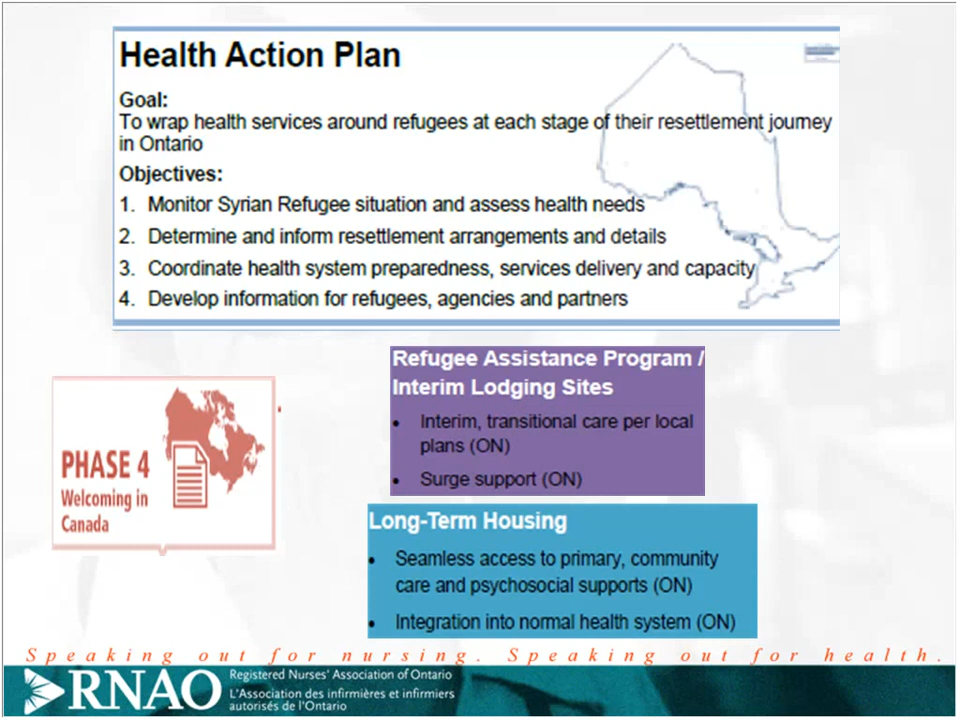 Health Action Plan
Goal:
To wrap health services around refugees at each stage of their resettlement journey
in Ontario
Objectives:
1. Monitor Syrian Refugee situation and assess health needs
2. Determine and inform resettlement arrangements and details
3. Coordinate health system preparedness, services delivery and capacity
4. Develop information for refugees, agencies and partners
PHASE 4
Welcoming in
Canada
Refugee Assistance Program /
Interim Lodging Sites
• Interim, transitional care per local
plans (ON)
• Surge support (ON)
Long-Term Housing
• Seamless access to primary, community
care and psychosocial supports (ON)
• Integration into normal health system (ON)
Speaking out for nursing. Speaking out for health.
RNAO
Registered Nurses' Association of Ontario
L'Association des infirmières et infirmiers
autorisés de l'Ontario